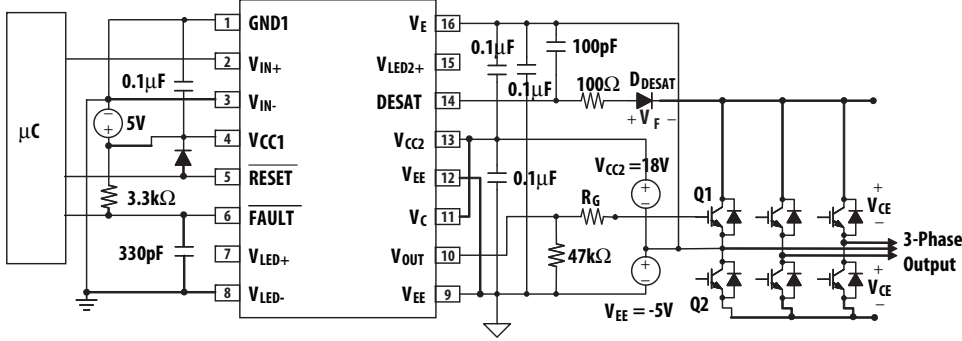 μC
0.1μF
5V
3.3kΩ
330pF
1 GND1
2 VIN+
3 VIN-
4 VCC1
5 RESET
6 FAULT
7 VLED+
8 VLED-
VE 16
VLED2+ 15
DESAT 14
VCC2 13
VEE 12
VC 11
VOUT 10
VEE 9
0.1μF
0.1μF
100pF
100Ω
DDESAT
+ VF −
0.1μF
VCC2 = 18V
RG
47kΩ
VEE = -5V
Q1
Q2
+
VCE
−
3-Phase
Output
+
VCE
−